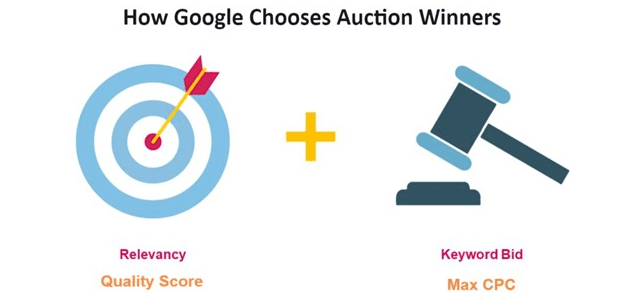 How Google Chooses Auction Winners
Relevancy
Quality Score
Keyword Bid
Max CPC